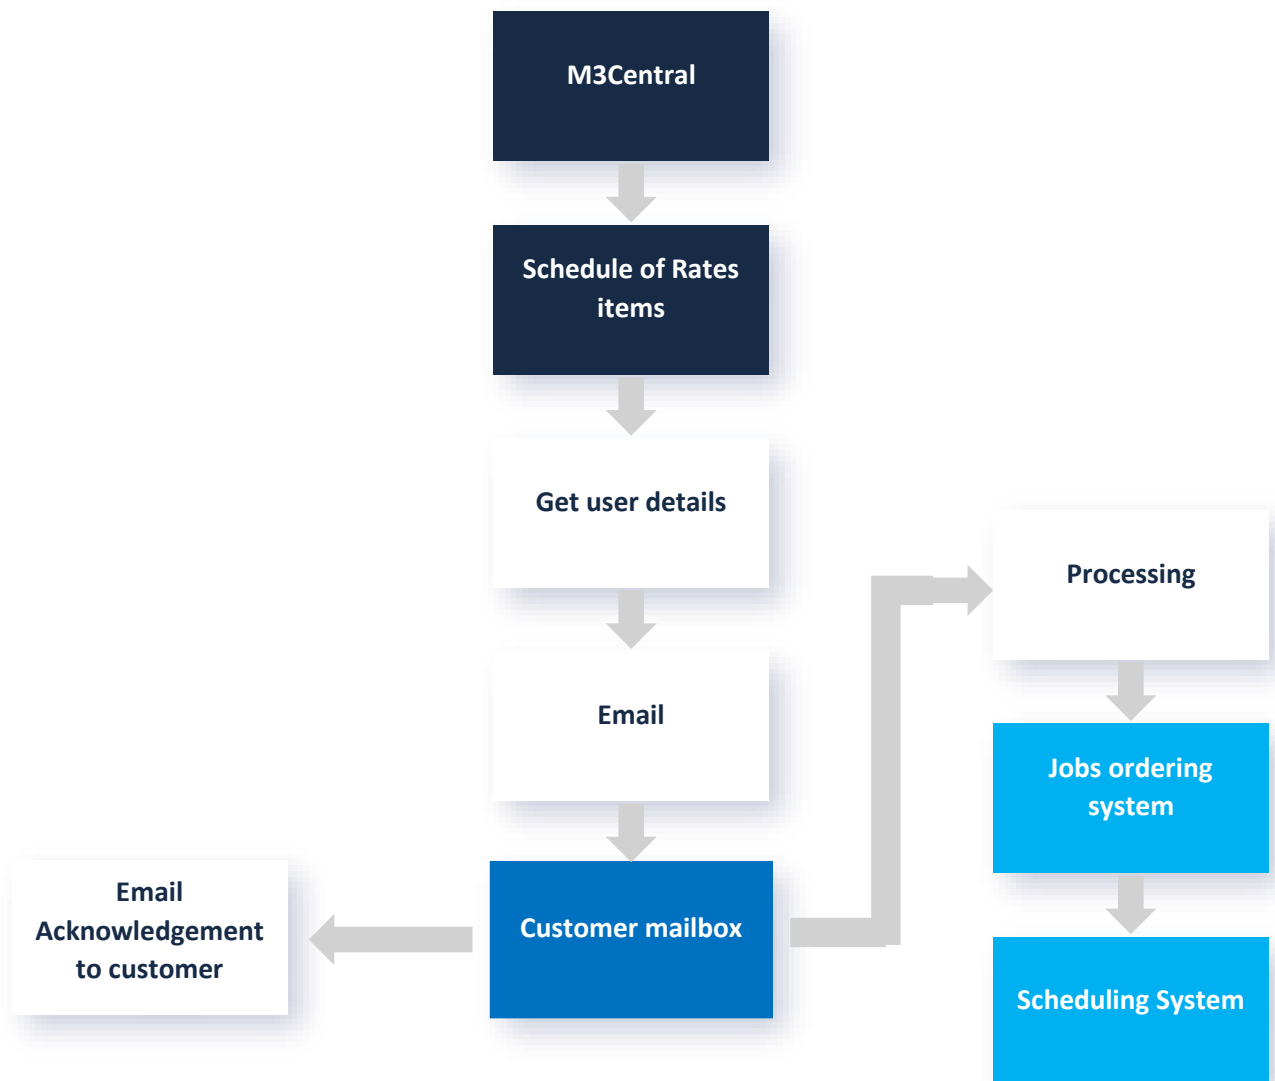 M3Central
Schedule of Rates
items
Get user details
Email
Customer mailbox
Email
Acknowledgement
to customer
Processing
Jobs ordering
system
Scheduling System